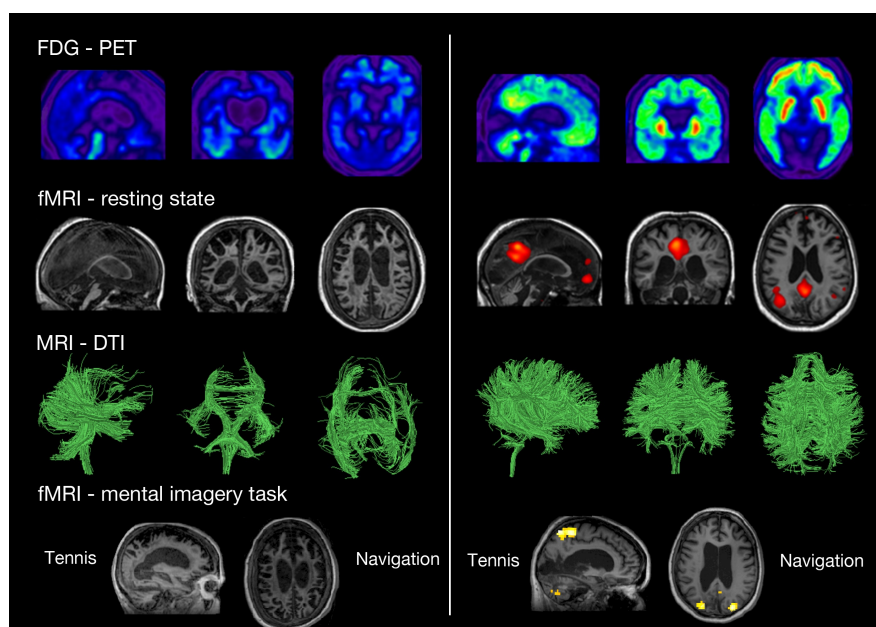 FDG - PET
fMRI - resting state
MRI - DTI
fMRI - mental imagery task
Tennis
Navigation
Tennis
Navigation